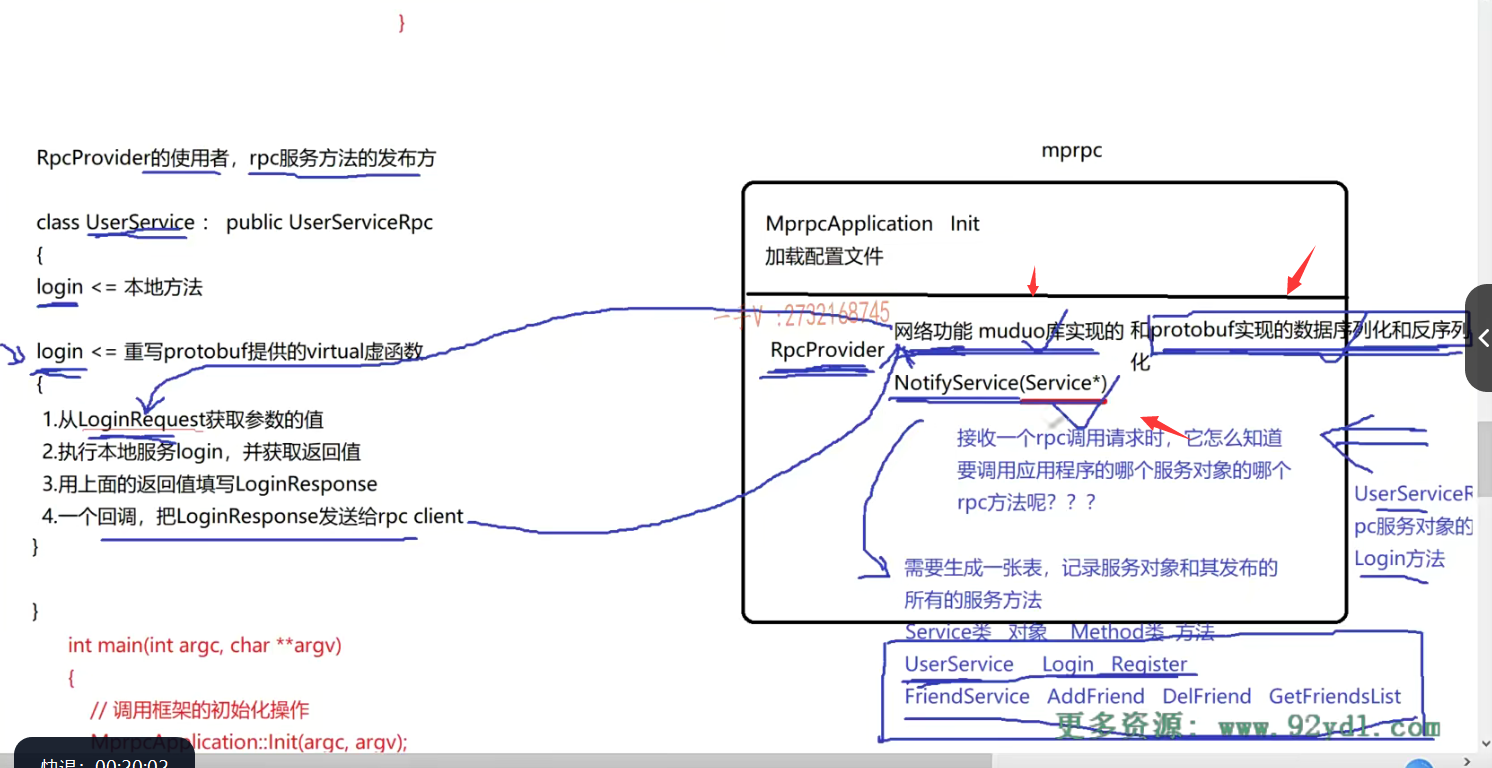 }
RpcProvider的使用者，rpc服务方法的发布方
class UserService： public UserServiceRpc
{
login <= 本地方法
login <= 重写protobuf提供的virtual虚函数
{
1.从LoginRequest获取参数的值
2.执行本地服务login，并获取返回值
3.用上面的返回值填写LoginResponse
4.一个回调，把LoginResponse发送给rpc client
}
}
int main(int argc, char **argv)
{
// 调用框架的初始化操作
MprpcApplication::Init(argc, argv);
快退：00:20:02
mprpc
MprpcApplication Init
加载配置文件
V :2732168745
RpcProvider
网络功能 muduo库实现的 和protobuf实现的数据序列化和反序列
化
NotifyService(Service*)
接收一个rpc调用请求时，它怎么知道
要调用应用程序的哪个服务对象的哪个
rpc方法呢？？？
UserServiceR
pc服务对象的
Login方法
需要生成一张表，记录服务对象和其发布的
所有的服务方法
Service类 对象 Method类 方法
UserService Login Register
FriendService AddFriend DelFriend GetFriendsList
更多资源：www.92ydl.com